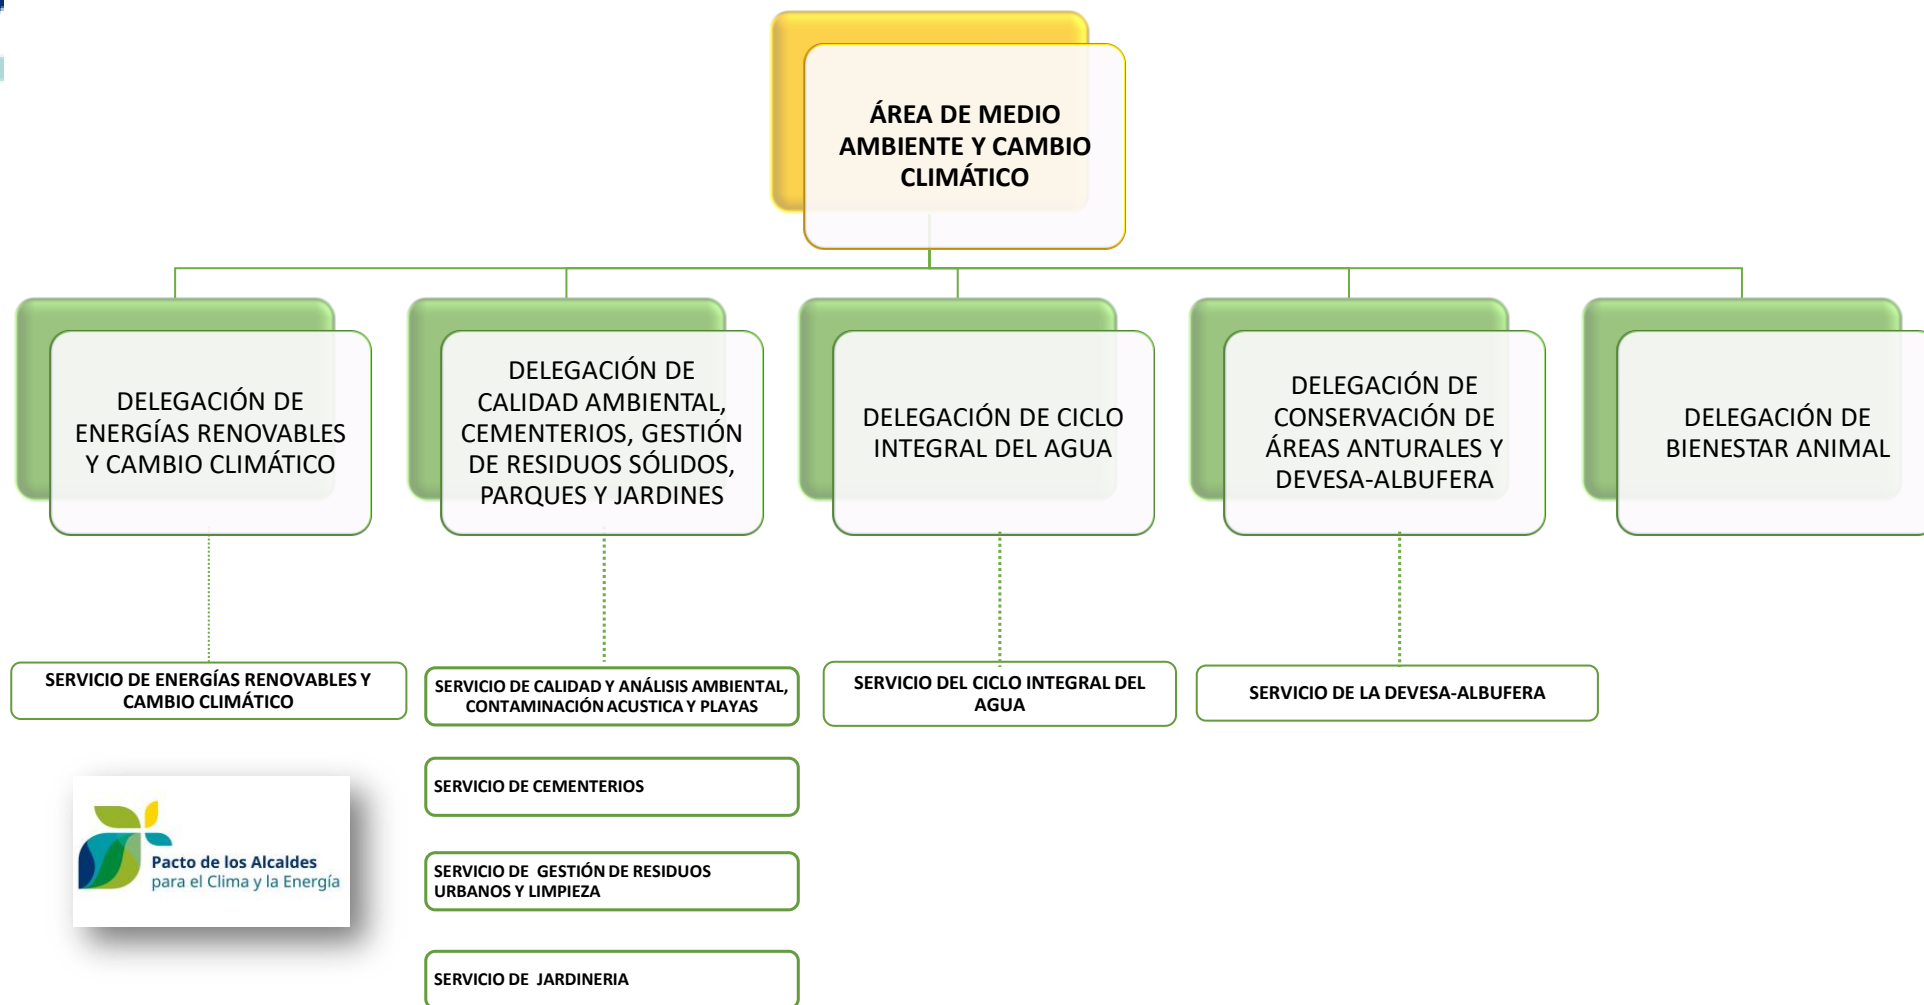 ÁREA DE MEDIO
AMBIENTE Y CAMBIO
CLIMÁTICO
DELEGACIÓN DE
ENERGÍAS RENOVABLES
Y CAMBIO CLIMÁTICO
DELEGACIÓN DE
CALIDAD AMBIENTAL,
CEMENTERIOS, GESTIÓN
DE RESIDUOS SÓLIDOS,
PARQUES Y JARDINES
DELEGACIÓN DE CICLO
INTEGRAL DEL AGUA
DELEGACIÓN DE
CONSERVACIÓN DE
ÁREAS ANTURALES Y
DEVESA-ALBUFERA
DELEGACIÓN DE
BIENESTAR ANIMAL
SERVICIO DE ENERGÍAS RENOVABLES Y
CAMBIO CLIMÁTICO
SERVICIO DE CALIDAD Y ANÁLISIS AMBIENTAL,
CONTAMINACIÓN ACUSTICA Y PLAYAS
SERVICIO DEL CICLO INTEGRAL DEL
AGUA
SERVICIO DE LA DEVESA-ALBUFERA
SERVICIO DE CEMENTERIOS
SERVICIO DE  GESTIÓN DE RESIDUOS
URBANOS Y LIMPIEZA
SERVICIO DE  JARDINERIA
Pacto de los Alcaldes
para el Clima y la Energía